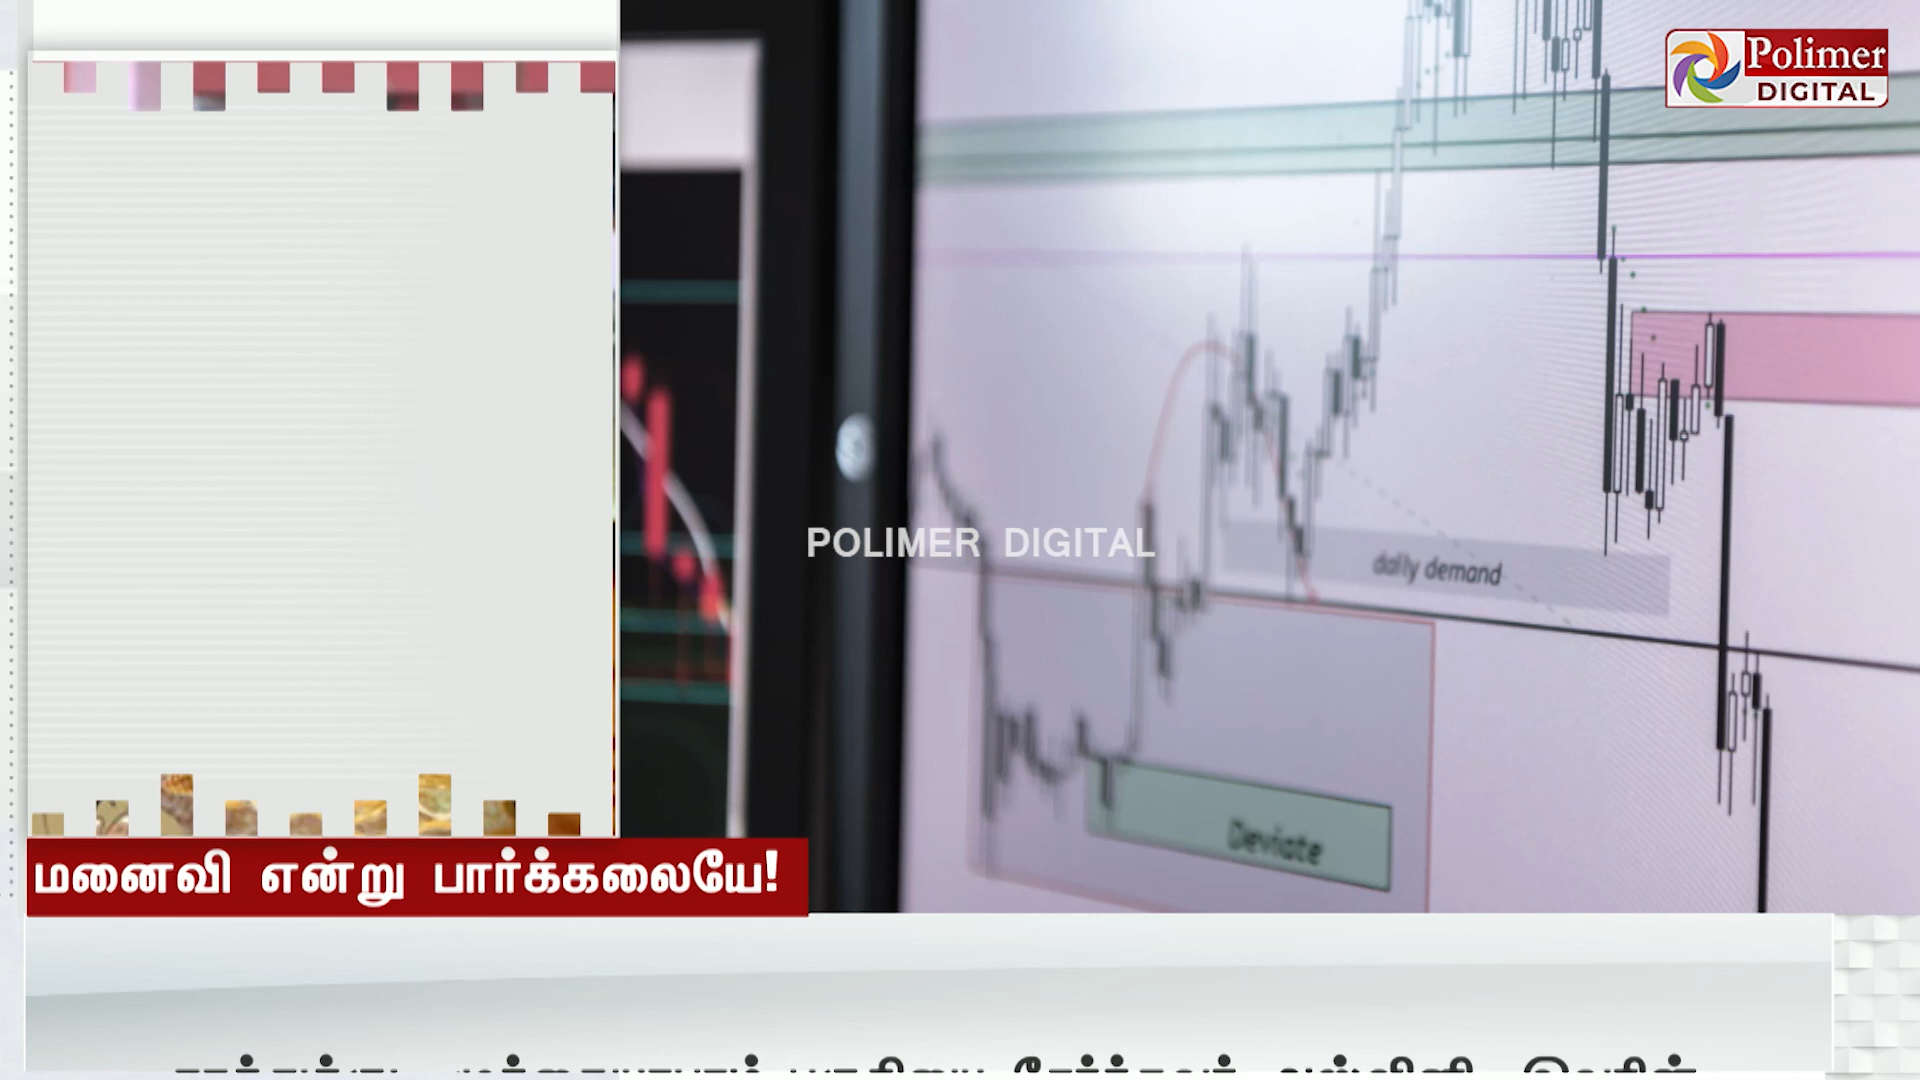 Polimer
DIGITAL
POLIMER DIGITAL
daily demand
Deviate
மனைவி என்று பார்க்கலையே!